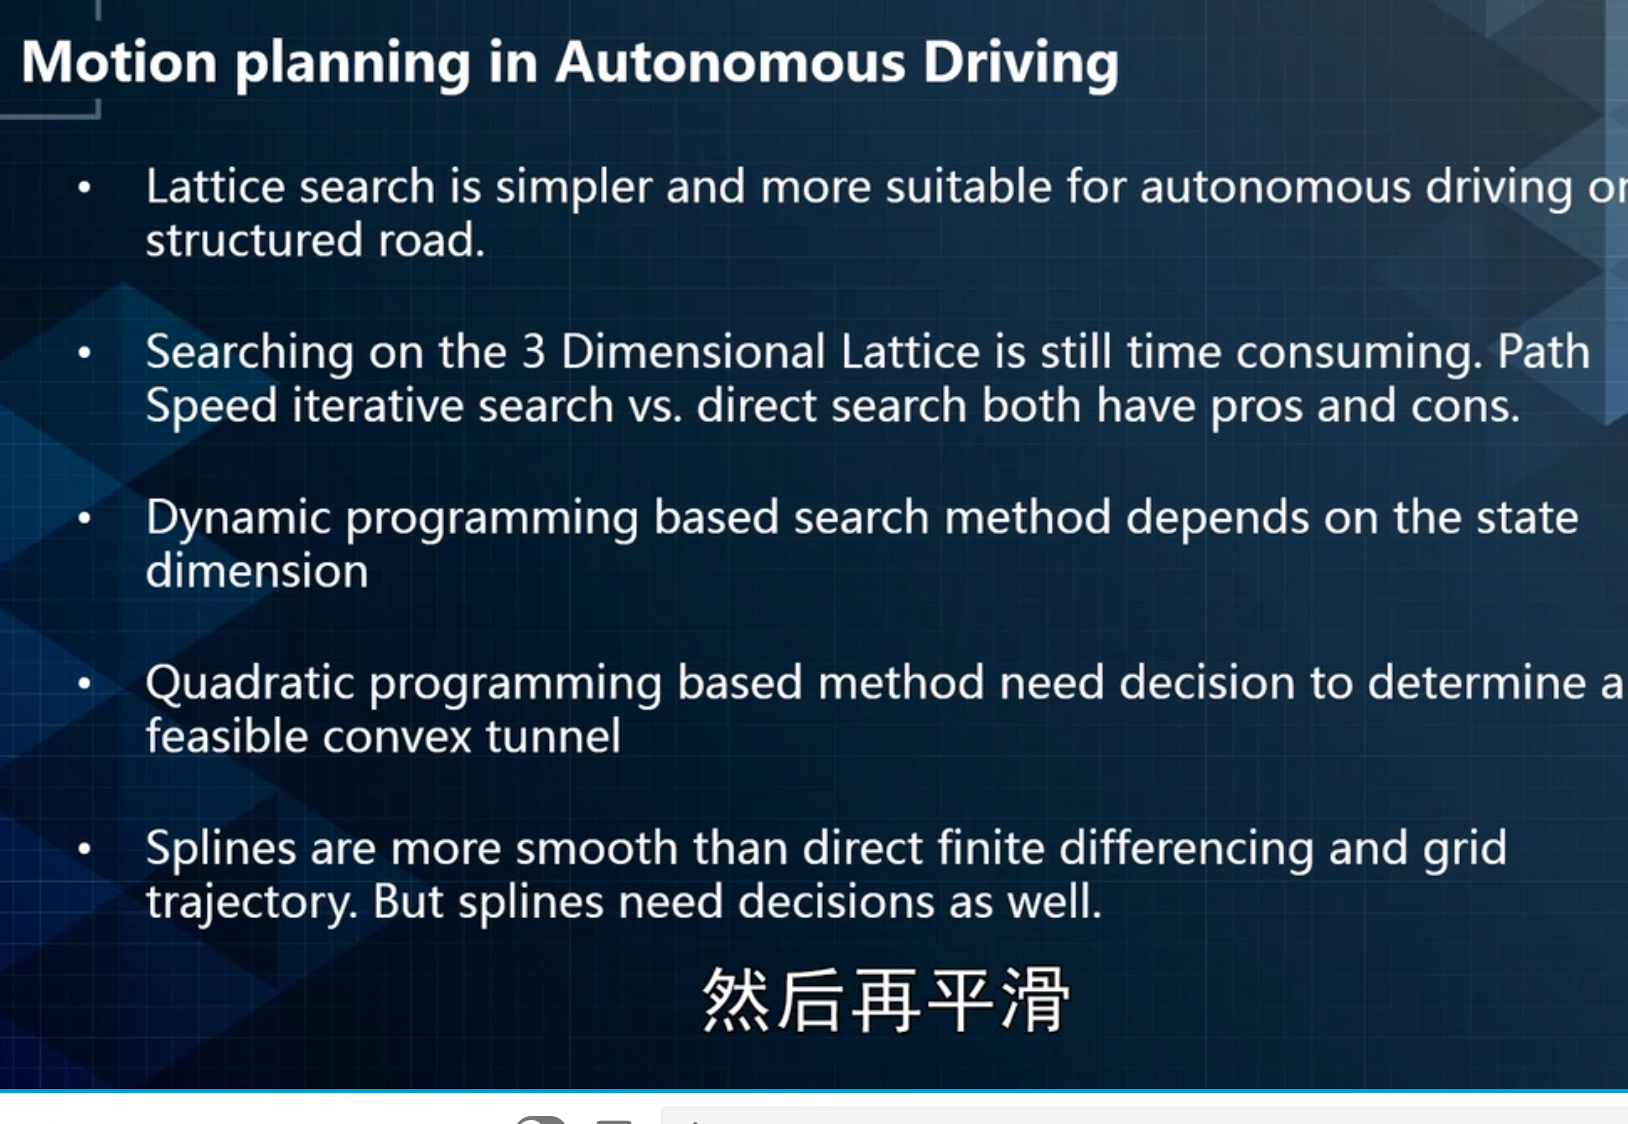 Motion planning in Autonomous Driving
• Lattice search is simpler and more suitable for autonomous driving
structured road.
• Searching on the 3 Dimensional Lattice is still time consuming. Path
Speed iterative search vs. direct search both have pros and cons.
• Dynamic programming based search method depends on the state
dimension
• Quadratic programming based method need decision to determine a
feasible convex tunnel
• Splines are more smooth than direct finite differencing and grid
trajectory. But splines need decisions as well.
然后再平滑